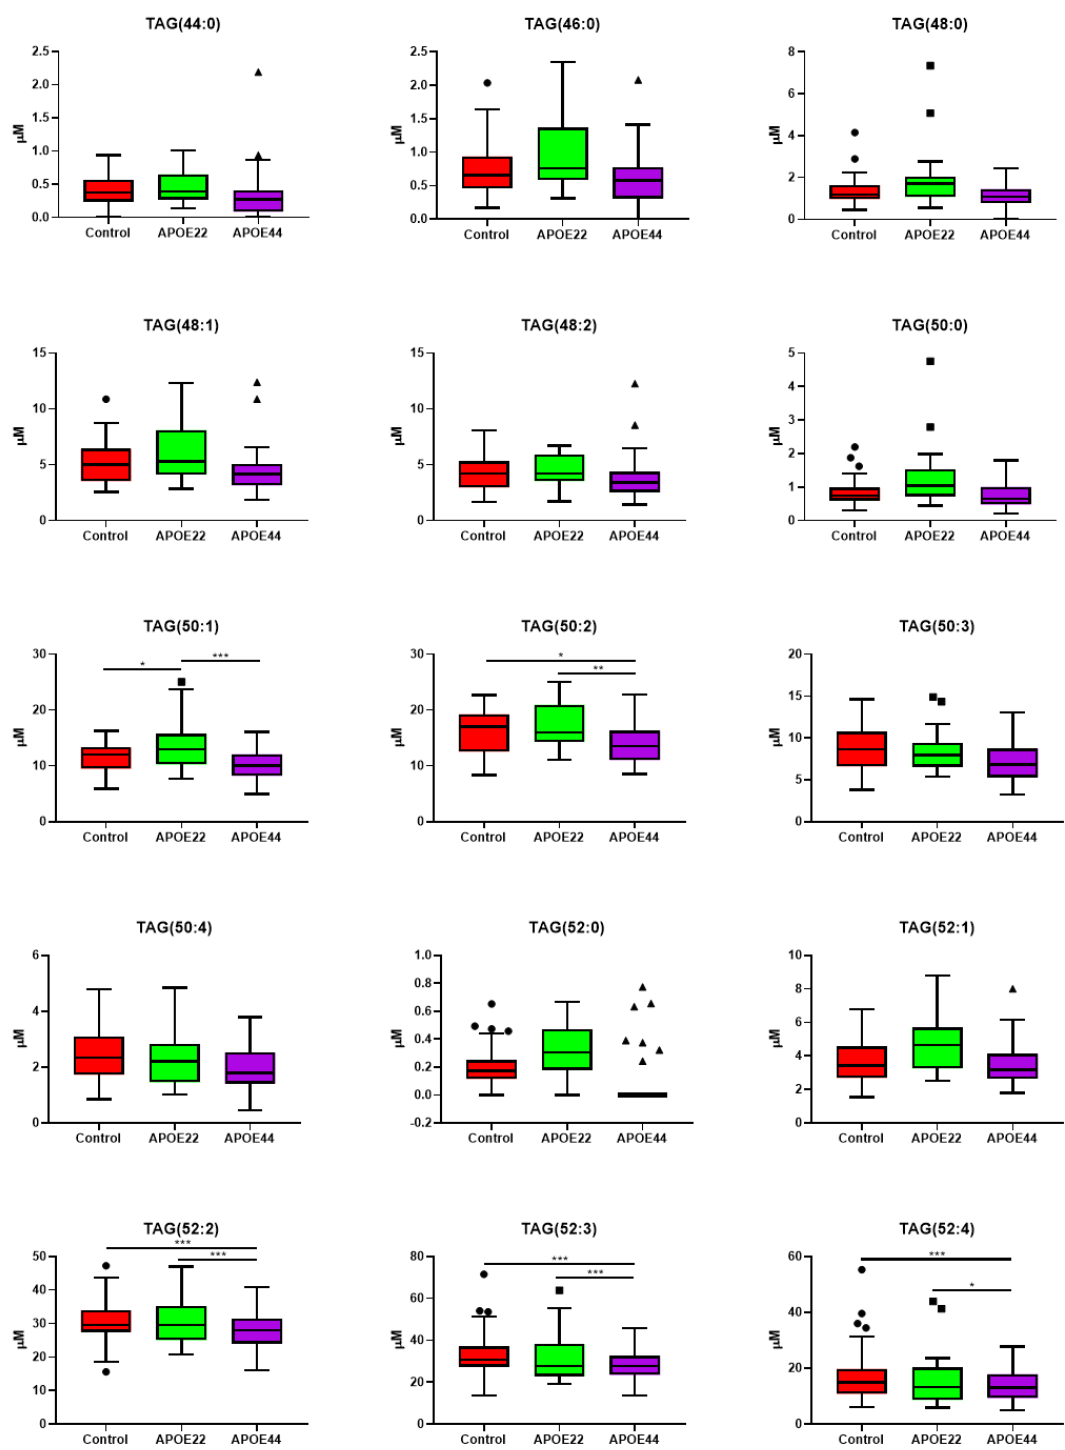 TAG(44:0)
2.5
2.0
1.5
1.0
0.5
0.0
μM
Control APOE22 APOE44
TAG(46:0)
2.5
2.0
1.5
1.0
0.5
0.0
μM
Control APOE22 APOE44
TAG(48:0)
8
6
4
2
0
μM
Control APOE22 APOE44
TAG(48:1)
15
10
5
0
μM
Control APOE22 APOE44
TAG(48:2)
15
10
5
0
μM
Control APOE22 APOE44
TAG(50:0)
5
4
3
2
1
0
μM
Control APOE22 APOE44
TAG(50:1)
30
20
10
0
μM
* ***
Control APOE22 APOE44
TAG(50:2)
30
20
10
0
μM
*
**
Control APOE22 APOE44
TAG(50:3)
20
15
10
5
0
μM
Control APOE22 APOE44
TAG(50:4)
6
4
2
0
μM
Control APOE22 APOE44
TAG(52:0)
1.0
0.8
0.6
0.4
0.2
0.0
-0.2
μM
Control APOE22 APOE44
TAG(52:1)
10
8
6
4
2
0
μM
Control APOE22 APOE44
TAG(52:2)
***
***
50
40
30
20
10
0
μM
Control APOE22 APOE44
TAG(52:3)
***
***
80
60
40
20
0
μM
Control APOE22 APOE44
TAG(52:4)
***
*
60
40
20
0
μM
Control APOE22 APOE44